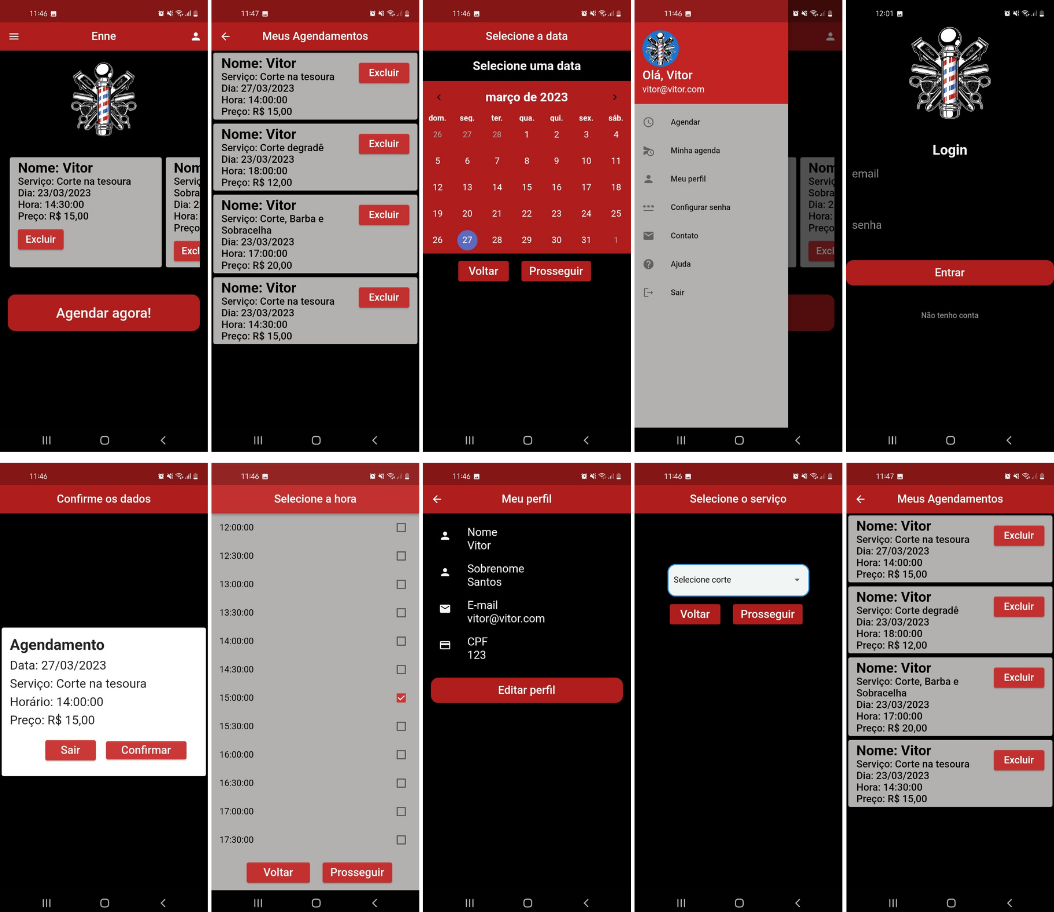 11:46
Enne
Nome: Vitor
Serviço: Corte na tesoura
Dia: 23/03/2023
Hora: 14:30:00
Preço: R$ 15,00
Excluir
Nom
Serviç
Sobra
Dia: 2
Hora:
Preço
Excl
Agendar agora!
11:47
Meus Agendamentos
Nome: Vitor
Serviço: Corte na tesoura
Dia: 27/03/2023
Hora: 14:00:00
Preço: R$ 15,00
Excluir
Nome: Vitor
Serviço: Corte degradê
Dia: 23/03/2023
Hora: 18:00:00
Preço: R$ 12,00
Excluir
Nome: Vitor
Serviço: Corte, Barba e
Sobracelha
Dia: 23/03/2023
Hora: 17:00:00
Preço: R$ 20,00
Excluir
Nome: Vitor
Serviço: Corte na tesoura
Dia: 23/03/2023
Hora: 14:30:00
Preço: R$ 15,00
Excluir
11:46
Selecione a data
Selecione uma data
março de 2023
dom. seg. ter. qua. qui. sex. sáb.
26 27 28 1 2 3 4
5 6 7 8 9 10 11
12 13 14 15 16 17 18
19 20 21 22 23 24 25
26 27 28 29 30 31 1
Voltar Prosseguir
11:46
Olá, Vitor
vitor@vitor.com
Agendar
Minha agenda
Meu perfil
Configurar senha
Contato
Ajuda
Sair
Nom
Serviç
Sobra
Dia: 2
Hora:
Preço
Excl
12:01
Login
email
senha
Entrar
Não tenho conta
11:46
Confirme os dados
Agendamento
Data: 27/03/2023
Serviço: Corte na tesoura
Horário: 14:00:00
Preço: R$ 15,00
Sair Confirmar
11:46
Selecione a hora
12:00:00
12:30:00
13:00:00
13:30:00
14:00:00
14:30:00
15:00:00
15:30:00
16:00:00
16:30:00
17:00:00
17:30:00
Voltar Prosseguir
11:46
Meu perfil
Nome
Vitor
Sobrenome
Santos
E-mail
vitor@vitor.com
CPF
123
Editar perfil
11:46
Selecione o serviço
Selecione corte
Voltar Prosseguir
11:47
Meus Agendamentos
Nome: Vitor
Serviço: Corte na tesoura
Dia: 27/03/2023
Hora: 14:00:00
Preço: R$ 15,00
Excluir
Nome: Vitor
Serviço: Corte degradê
Dia: 23/03/2023
Hora: 18:00:00
Preço: R$ 12,00
Excluir
Nome: Vitor
Serviço: Corte, Barba e
Sobracelha
Dia: 23/03/2023
Hora: 17:00:00
Preço: R$ 20,00
Excluir
Nome: Vitor
Serviço: Corte na tesoura
Dia: 23/03/2023
Hora: 14:30:00
Preço: R$ 15,00
Excluir